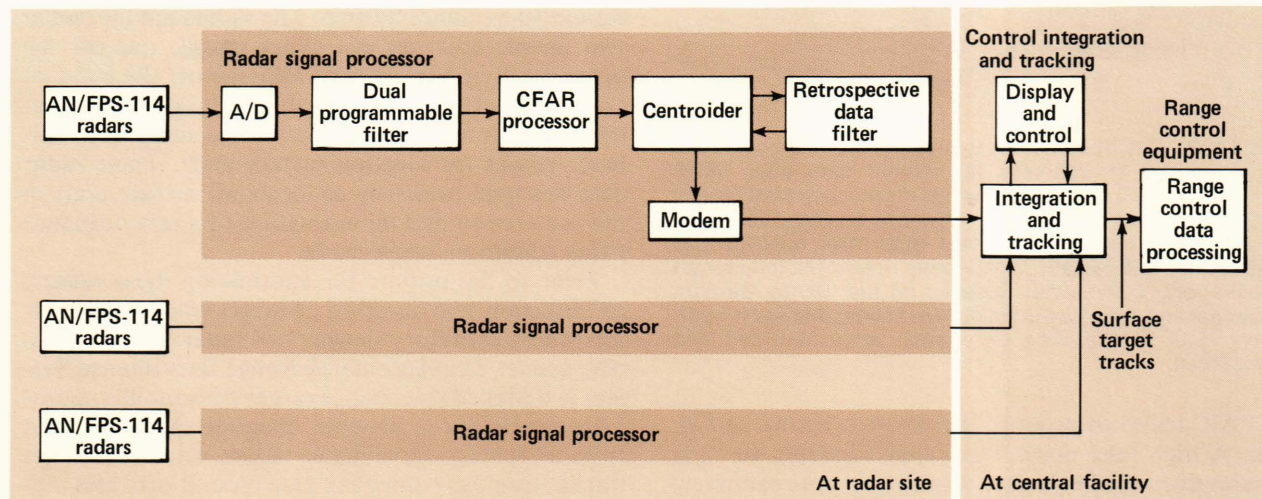 Radar signal processor
AN/FPS-114
radars
A/D
Dual
programmable
filter
CFAR
processor
Centroider
Retrospective
data
filter
Modem
Control integration
and tracking
Display
and
control
Integration
and
tracking
Range
control
equipment
Range
control
data
processing
Surface
target
tracks
AN/FPS-114
radars
Radar signal processor
AN/FPS-114
radars
Radar signal processor
At radar site
At central facility